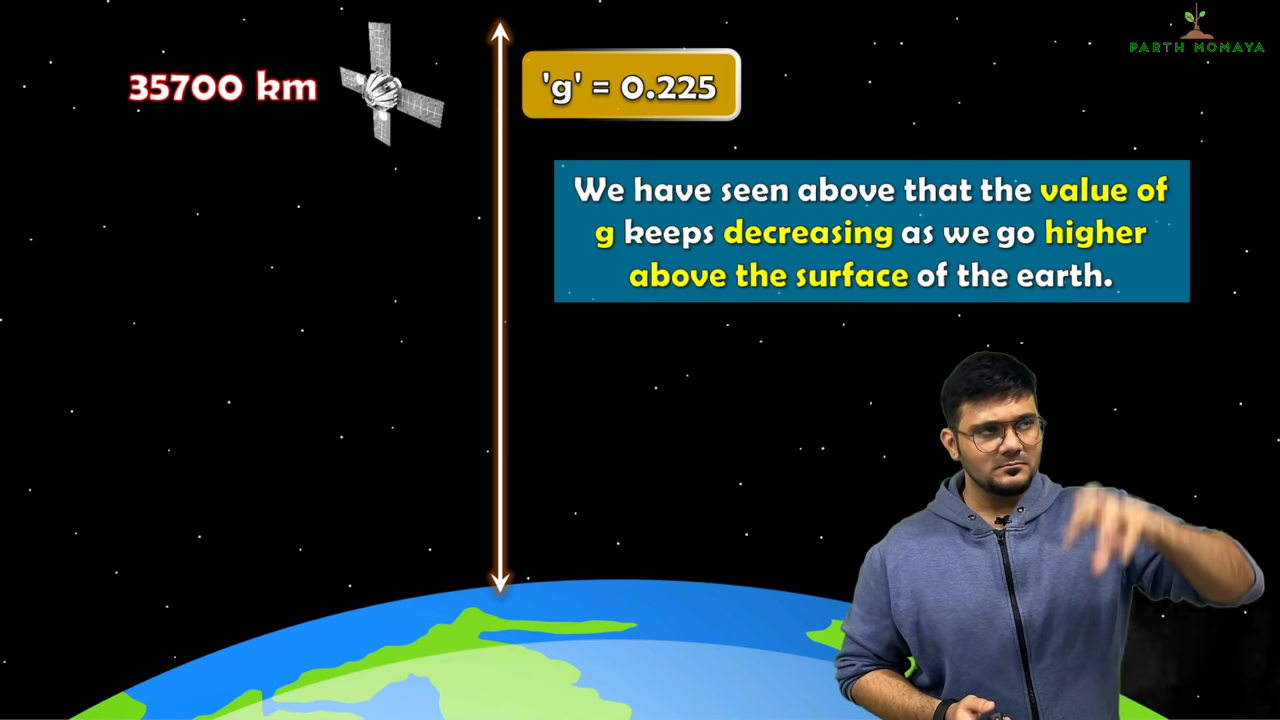 PARTH MOMAYA
35700 km
'g' = 0.225
We have seen above that the value of
g keeps decreasing as we go higher
above the surface of the earth.